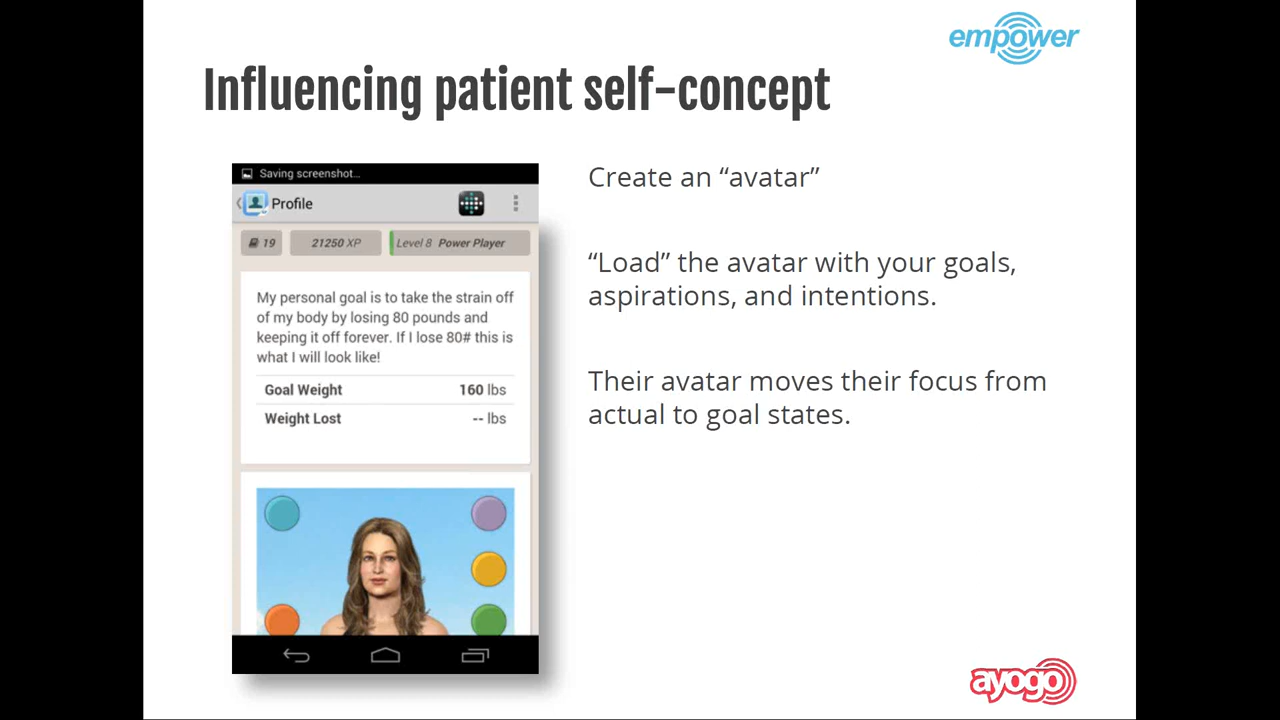 empower
Influencing patient self-concept
Saving screenshot...
Profile
19
21250 XP
Level 8 Power Player
My personal goal is to take the strain off
of my body by losing 80 pounds and
keeping it off forever. If I lose 80# this is
what I will look like!
Goal Weight 160 lbs
Weight Lost -- lbs
Create an “avatar”
“Load” the avatar with your goals,
aspirations, and intentions.
Their avatar moves their focus from
actual to goal states.
ayogo